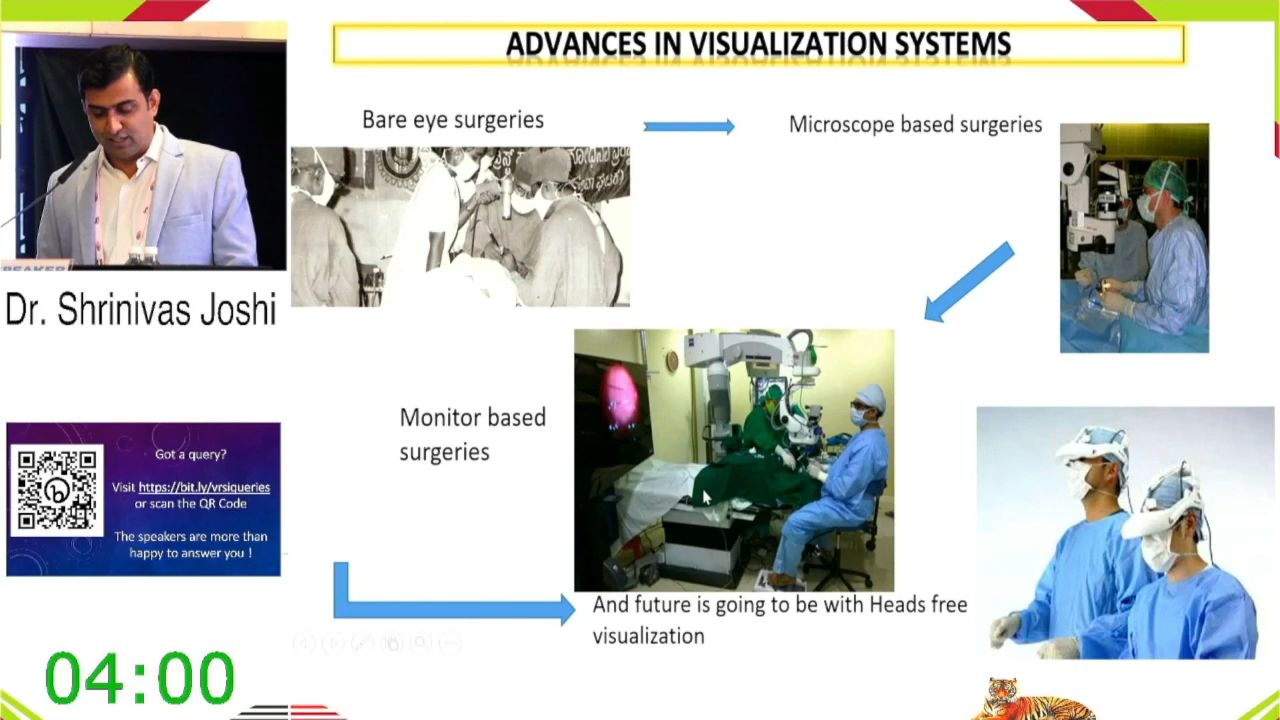 ADVANCES IN VISUALIZATION SYSTEMS
Bare eye surgeries
Microscope based surgeries
SPEAKER
Dr. Shrinivas Joshi
Monitor based
surgeries
Got a query?
Visit https://bit.ly/vrsiqueries
or scan the QR Code
The speakers are more than
happy to answer you !
And future is going to be with Heads free
visualization
04:00